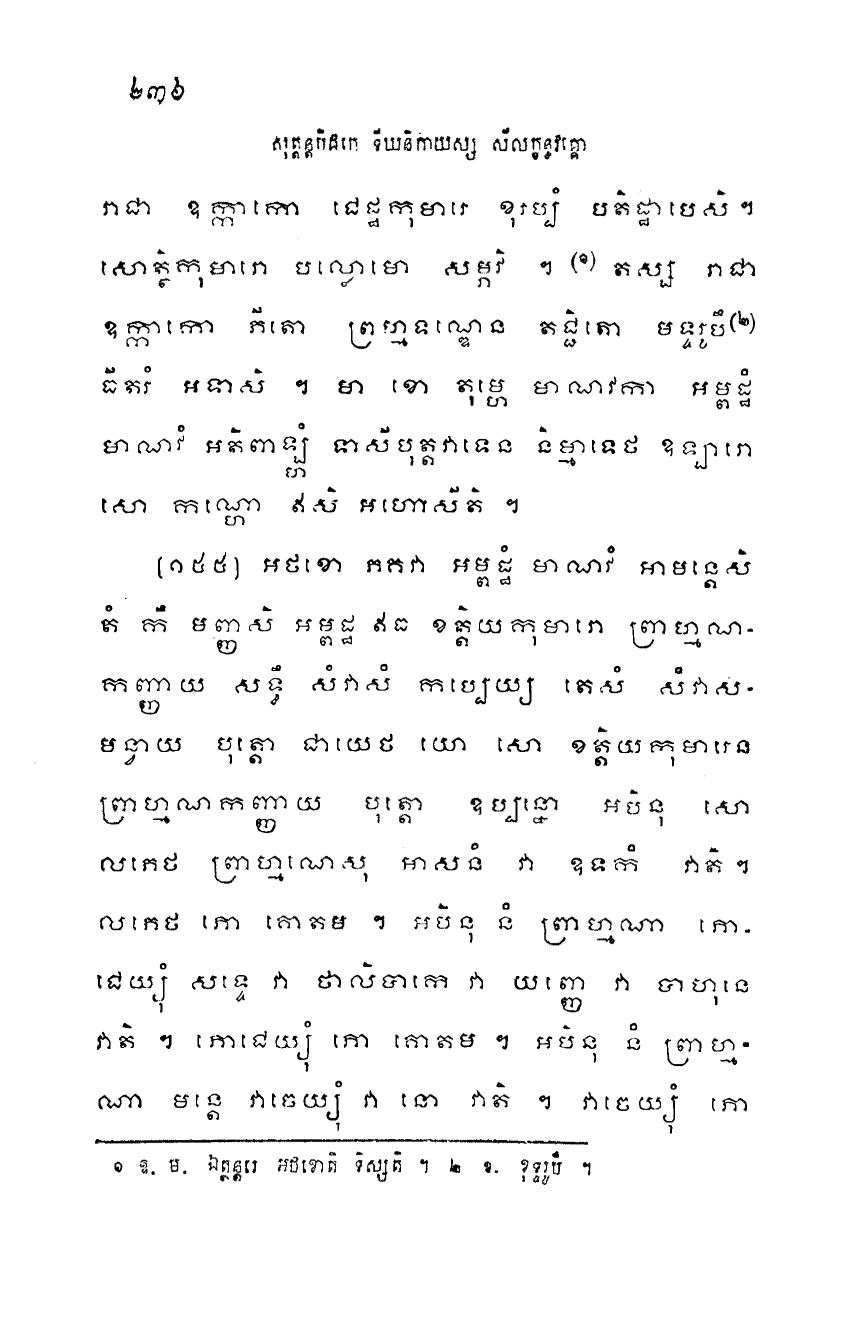 ២៣៦
សុត្តន្តបិដកេ ទីឃនិកាយស្ស សីលក្ខន្ធវគ្គោ
រាជា ឧក្កាកោ ជេដ្ឋកុមារេ ខុរប្បំ បតិដ្ឋាបេសិ។
សោត្ថិកុមារោ បល្លោមោ សម្ភវិ ។ (១) តស្ស រាជា
ឧក្កាកោ ភីតោ ព្រហ្មទណ្ឌេន តជ្ជិតោ មទ្ទរូបឹ(២)
ធីតរំ អទាសិ ។ មា ខោ តុម្ហេ មាណវកា អម្ពដ្ឋំ
មាណវំ អតិពាឡ្ហំ ទាសីបុត្តវាទេន និម្មាទេថ ឧឡារោ
សោ កណ្ហោ ឥសិ អហោសីតិ ។
[១៥៥] អថខោ ភគវា អម្ពដ្ឋំ មាណវំ អាមន្តេសិ
តំ កឹ មញ្ញសិ អម្ពដ្ឋ ឥធ ខត្តិយកុមារោ ព្រាហ្មណ-
កញ្ញាយ សទ្ធឹ សំវាសំ កប្បេយ្យ តេសំ សំវាស-
មន្វាយ បុត្តោ ជាយេថ យោ សោ ខត្តិយកុមារេន
ព្រាហ្មណកញ្ញាយ បុត្តោ ឧប្បន្នោ អបិនុ សោ
លភេថ ព្រាហ្មណេសុ អាសនំ វា ឧទកំ វាតិ។
លភេថ ភោ គោតម ។ អបិនុ នំ ព្រាហ្មណា ភោ-
ជេយ្យុំ សទ្ធេ វា ថាលិបាកេ វា យញ្ញេ វា បាហុនេ
វាតិ ។ ភោជេយ្យុំ ភោ គោតម ។ អបិនុ នំ ព្រាហ្ម-
ណា មន្តេ វាចេយ្យុំ វា នោ វាតិ ។ វាចេយ្យុំ ភោ
១ ឱ. ម. ឯត្ថន្តរេ អថខោតិ ទិស្សតិ ។ ២ ឱ. ខុទ្ទរូបឹ ។